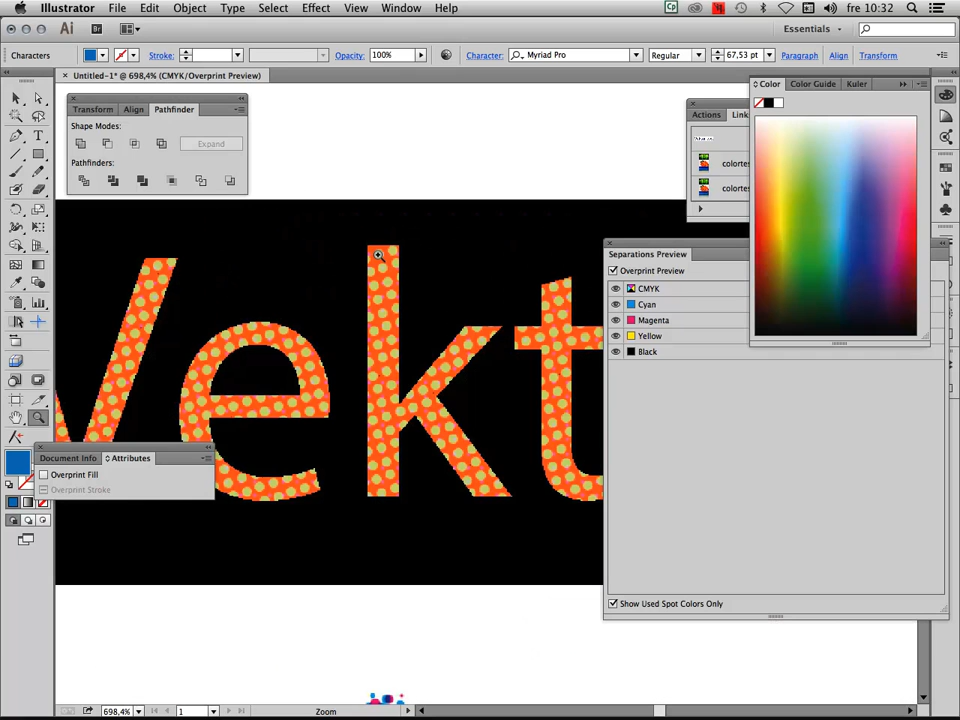 Illustrator File Edit Object Type Select Effect View Window Help fre 10:32
Ai Br Essentials
Characters Stroke: Opacity: 100% Character: Myriad Pro Regular 67,53 pt Paragraph Align Transform
Untitled-1* @ 698,4% (CMYK/Overprint Preview)
Color Color Guide Kuler
Transform Align Pathfinder
Actions Link
Shape Modes:
Expand
Pathfinders:
colortes
colortes
Separations Preview
Overprint Preview
CMYK
Cyan
Magenta
Yellow
Black
Vekt
Document Info Attributes
Overprint Fill
Overprint Stroke
Show Used Spot Colors Only
698,4% 1 Zoom